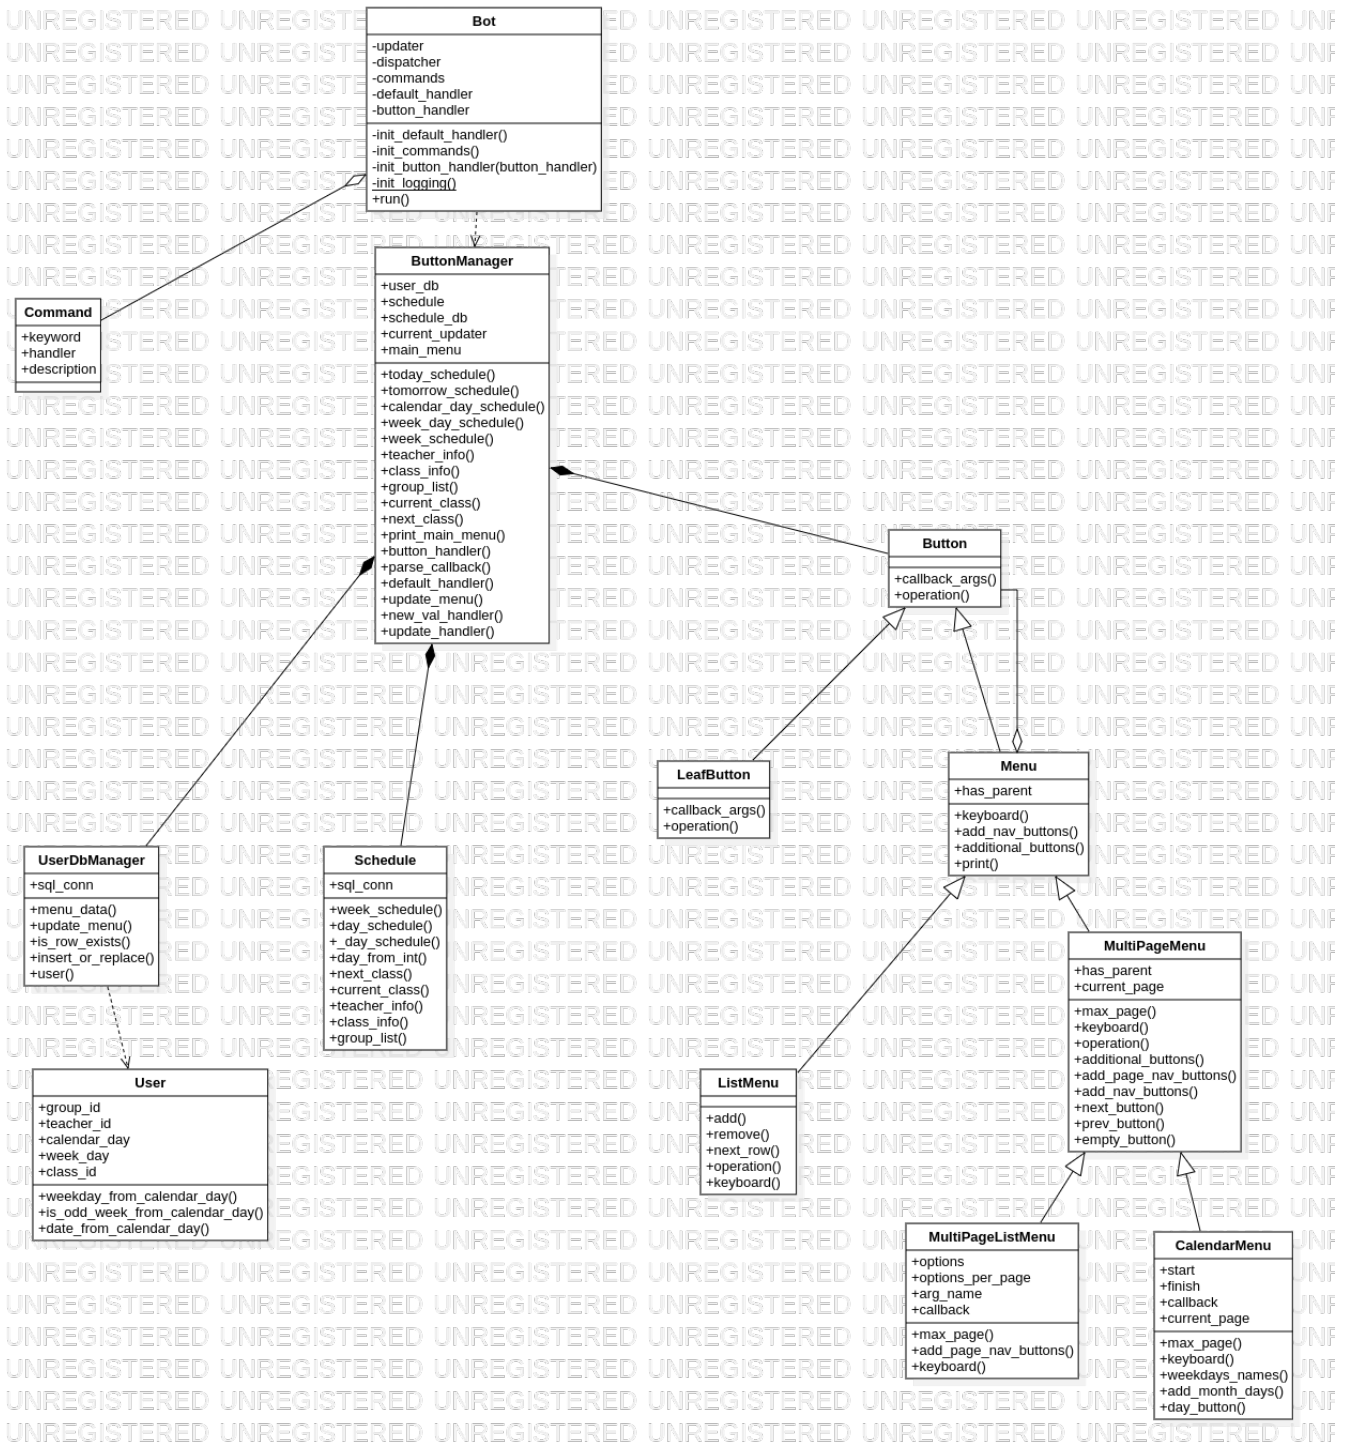 Bot
-updater
-dispatcher
-commands
-default_handler
-button_handler
-init_default_handler()
-init_commands()
-init_button_handler(button_handler)
-init_logging()
+run()
ButtonManager
+user_db
+schedule
+schedule_db
+current_updater
+main_menu
+today_schedule()
+tomorrow_schedule()
+calendar_day_schedule()
+week_day_schedule()
+week_schedule()
+teacher_info()
+class_info()
+group_list()
+current_class()
+next_class()
+print_main_menu()
+button_handler()
+parse_callback()
+default_handler()
+update_menu()
+new_val_handler()
+update_handler()
Command
+keyword
+handler
+description
Button
+callback_args()
+operation()
LeafButton
+callback_args()
+operation()
Menu
+has_parent
+keyboard()
+add_nav_buttons()
+additional_buttons()
+print()
UserDbManager
+sql_conn
+menu_data()
+update_menu()
+is_row_exists()
+insert_or_replace()
+user()
Schedule
+sql_conn
+week_schedule()
+day_schedule()
+_day_schedule()
+day_from_int()
+next_class()
+current_class()
+teacher_info()
+class_info()
+group_list()
MultiPageMenu
+has_parent
+current_page
+max_page()
+keyboard()
+operation()
+additional_buttons()
+add_page_nav_buttons()
+add_nav_buttons()
+next_button()
+prev_button()
+empty_button()
User
+group_id
+teacher_id
+calendar_day
+week_day
+class_id
+weekday_from_calendar_day()
+is_odd_week_from_calendar_day()
+date_from_calendar_day()
ListMenu
+add()
+remove()
+next_row()
+operation()
+keyboard()
MultiPageListMenu
+options
+options_per_page
+arg_name
+callback
+max_page()
+add_page_nav_buttons()
+keyboard()
CalendarMenu
+start
+finish
+callback
+current_page
+max_page()
+keyboard()
+weekdays_names()
+add_month_days()
+day_button()
UNREGISTERED